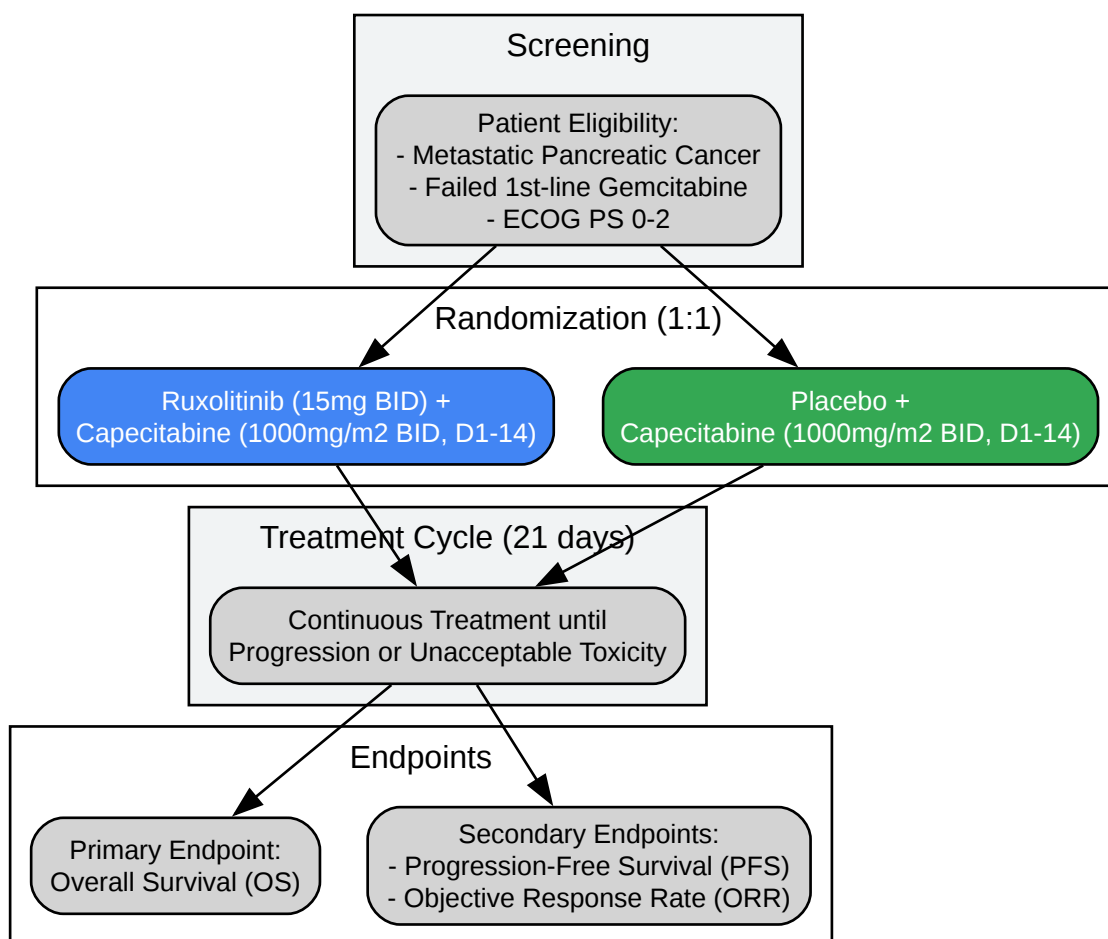 Screening
Patient Eligibility:
- Metastatic Pancreatic Cancer
- Failed 1st-line Gemcitabine
- ECOG PS 0-2
Randomization (1:1)
Ruxolitinib (15mg BID) +
Capecitabine (1000mg/m2 BID, D1-14)
Placebo +
Capecitabine (1000mg/m2 BID, D1-14)
Treatment Cycle (21 days)
Continuous Treatment until
Progression or Unacceptable Toxicity
Endpoints
Primary Endpoint:
Overall Survival (OS)
Secondary Endpoints:
- Progression-Free Survival (PFS)
- Objective Response Rate (ORR)